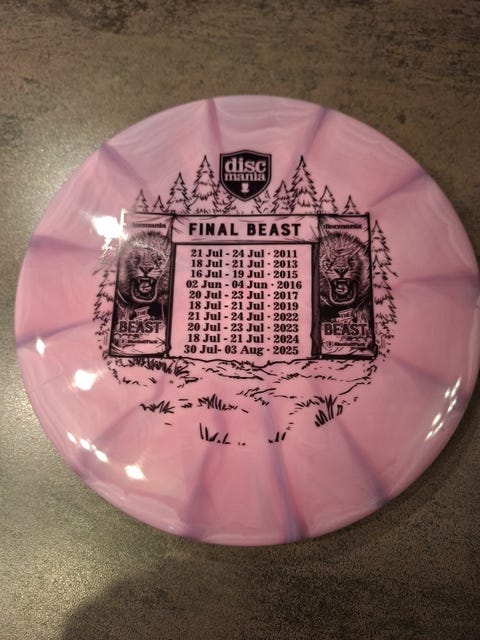 disc
mania
discmania
FINAL BEAST
discmania
21 Jul - 24 Jul · 2011
18 Jul - 21 Jul · 2013
16 Jul - 19 Jul · 2015
02 Jun - 04 Jun · 2016
20 Jul - 23 Jul · 2017
18 Jul - 21 Jul · 2019
21 Jul - 24 Jul · 2022
20 Jul - 23 Jul · 2023
18 Jul - 21 Jul · 2024
30 Jul- 03 Aug · 2025
BEAST
BEAST